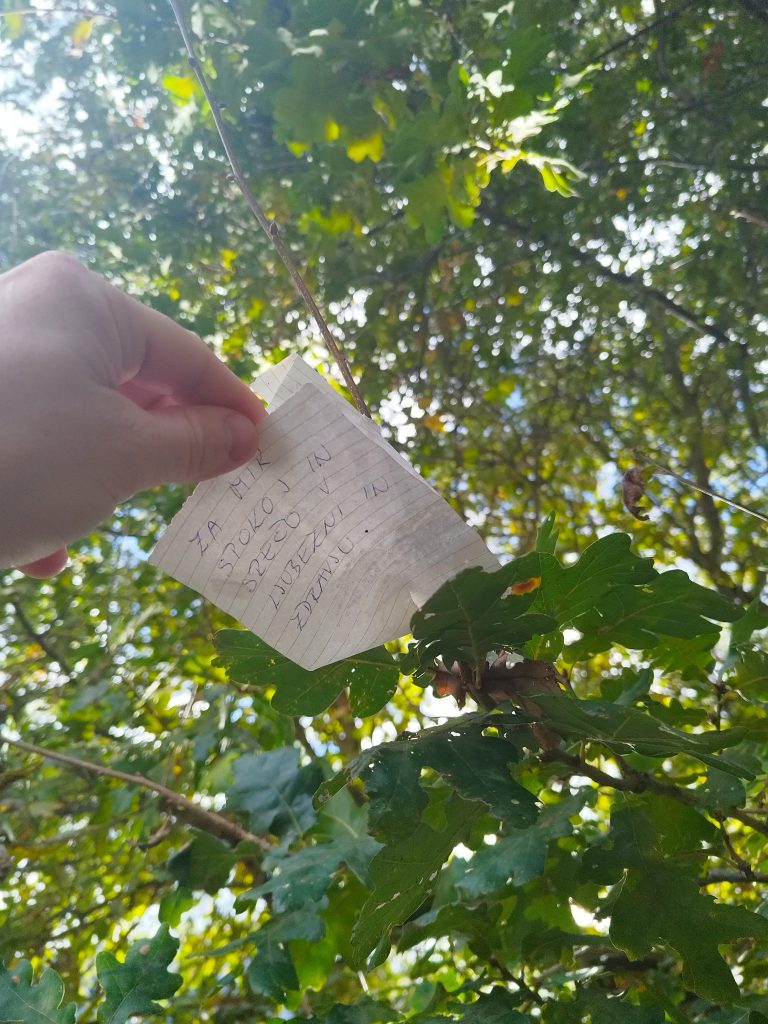 ZA MIR
SPOKOJ IN
SREČO V
LJUBEZNI IN
ZDRAVJU